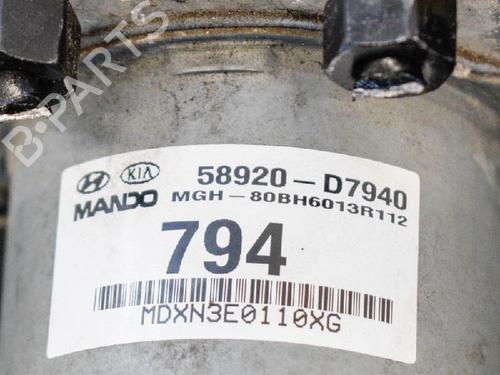 B-PARTS
KIA 58920-D7940
MANDO MGH-80BH6013R112
794
MDXN3E0110XG